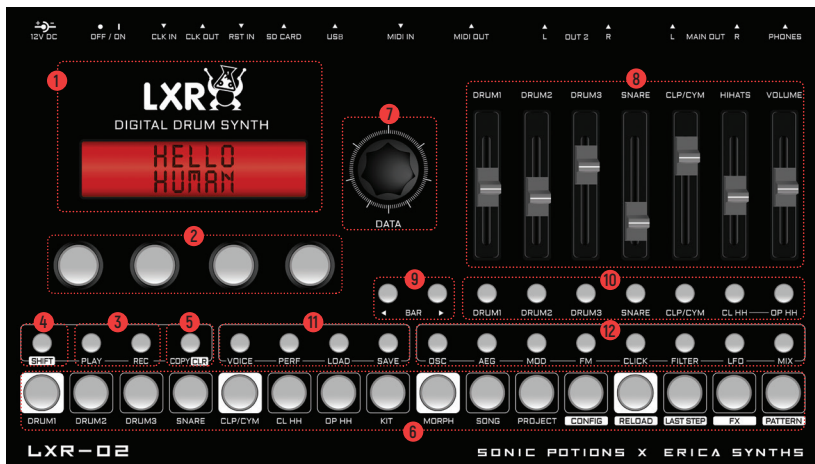 12V DC OFF / ON CLK IN CLK OUT RST IN SD CARD USB MIDI IN MIDI OUT L OUT 2 R L MAIN OUT R PHONES
1
8
LXR
DRUM1 DRUM2 DRUM3 SNARE CLP/CYM HIHATS VOLUME
7
DIGITAL DRUM SYNTH
HELLO
HUMAN
DATA
2
9
10
◄ BAR ► DRUM1 DRUM2 DRUM3 SNARE CLP/CYM CL HH OP HH
4 3 5 11 12
SHIFT PLAY REC COPY CLR VOICE PERF LOAD SAVE OSC AEG MOD FM CLICK FILTER LFO MIX
DRUM1 DRUM2 DRUM3 SNARE CLP/CYM CL HH OP HH KIT MORPH SONG PROJECT CONFIG RELOAD LAST STEP FX PATTERN
6
LXR-02 SONIC POTIONS X ERICA SYNTHS